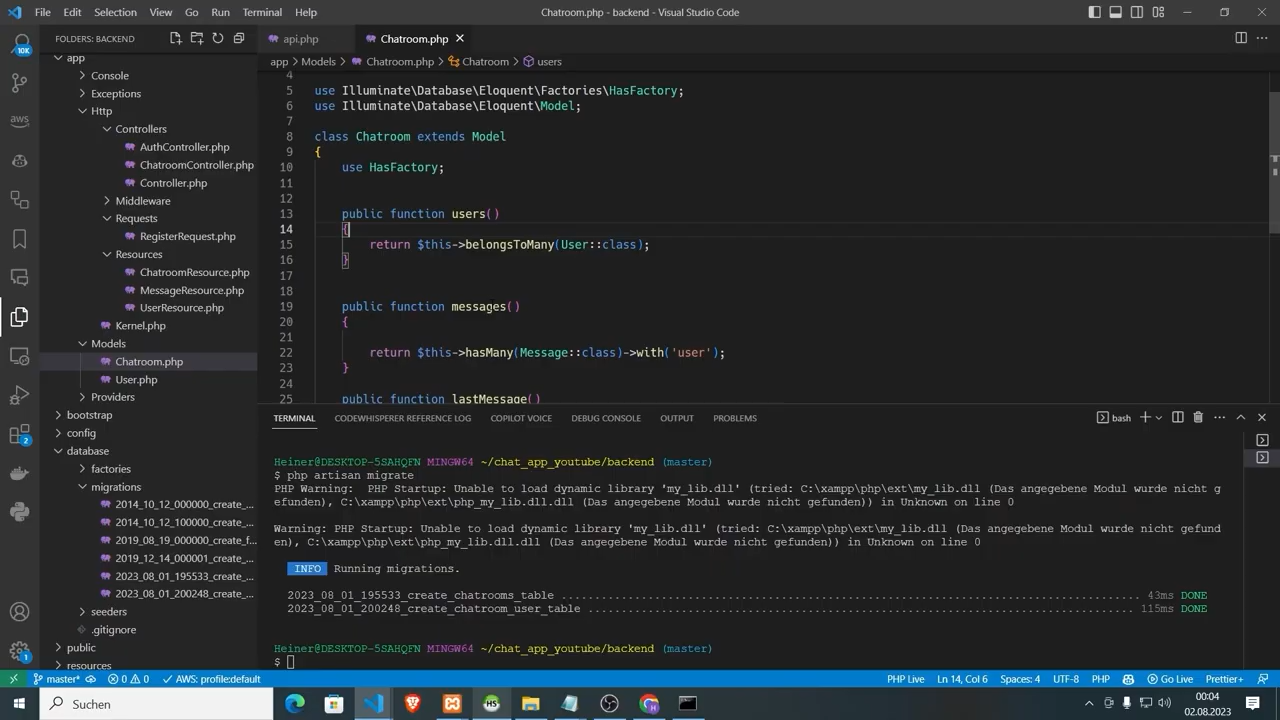 File Edit Selection View Go Run Terminal Help
Chatroom.php - backend - Visual Studio Code
FOLDERS: BACKEND
api.php
Chatroom.php
app > Models > Chatroom.php > Chatroom > users
10K
app
Console
Exceptions
Http
Controllers
AuthController.php
ChatroomController.php
Controller.php
Middleware
Requests
RegisterRequest.php
Resources
ChatroomResource.php
MessageResource.php
UserResource.php
Kernel.php
Models
Chatroom.php
User.php
Providers
bootstrap
config
database
factories
migrations
2014_10_12_000000_create_...
2014_10_12_100000_create_...
2019_08_19_000000_create_f...
2019_12_14_000001_create_...
2023_08_01_195533_create_...
2023_08_01_200248_create_...
seeders
.gitignore
public
resources
aws
2
1
4
5 use Illuminate\Database\Eloquent\Factories\HasFactory;
6 use Illuminate\Database\Eloquent\Model;
7
8 class Chatroom extends Model
9 {
10 use HasFactory;
11
12
13 public function users()
14 {
15 return $this->belongsToMany(User::class);
16 }
17
18
19 public function messages()
20 {
21
22 return $this->hasMany(Message::class)->with('user');
23 }
24
25 public function lastMessage()
TERMINAL CODEWHISPERER REFERENCE LOG COPILOT VOICE DEBUG CONSOLE OUTPUT PROBLEMS
bash
Heiner@DESKTOP-5SAHQFN MINGW64 ~/chat_app_youtube/backend (master)
$ php artisan migrate
PHP Warning:  PHP Startup: Unable to load dynamic library 'my_lib.dll' (tried: C:\xampp\php\ext\my_lib.dll (Das angegebene Modul wurde nicht g
efunden), C:\xampp\php\ext\php_my_lib.dll.dll (Das angegebene Modul wurde nicht gefunden)) in Unknown on line 0
Warning: PHP Startup: Unable to load dynamic library 'my_lib.dll' (tried: C:\xampp\php\ext\my_lib.dll (Das angegebene Modul wurde nicht gefund
en), C:\xampp\php\ext\php_my_lib.dll.dll (Das angegebene Modul wurde nicht gefunden)) in Unknown on line 0
INFO Running migrations.
2023_08_01_195533_create_chatrooms_table ........................................ 43ms DONE
2023_08_01_200248_create_chatroom_user_table ........................................ 115ms DONE
Heiner@DESKTOP-5SAHQFN MINGW64 ~/chat_app_youtube/backend (master)
$
master* 0 0 AWS: profile:default
PHP Live Ln 14, Col 6 Spaces: 4 UTF-8 CRLF PHP Go Live Prettier+
Suchen
HS
00:04
02.08.2023